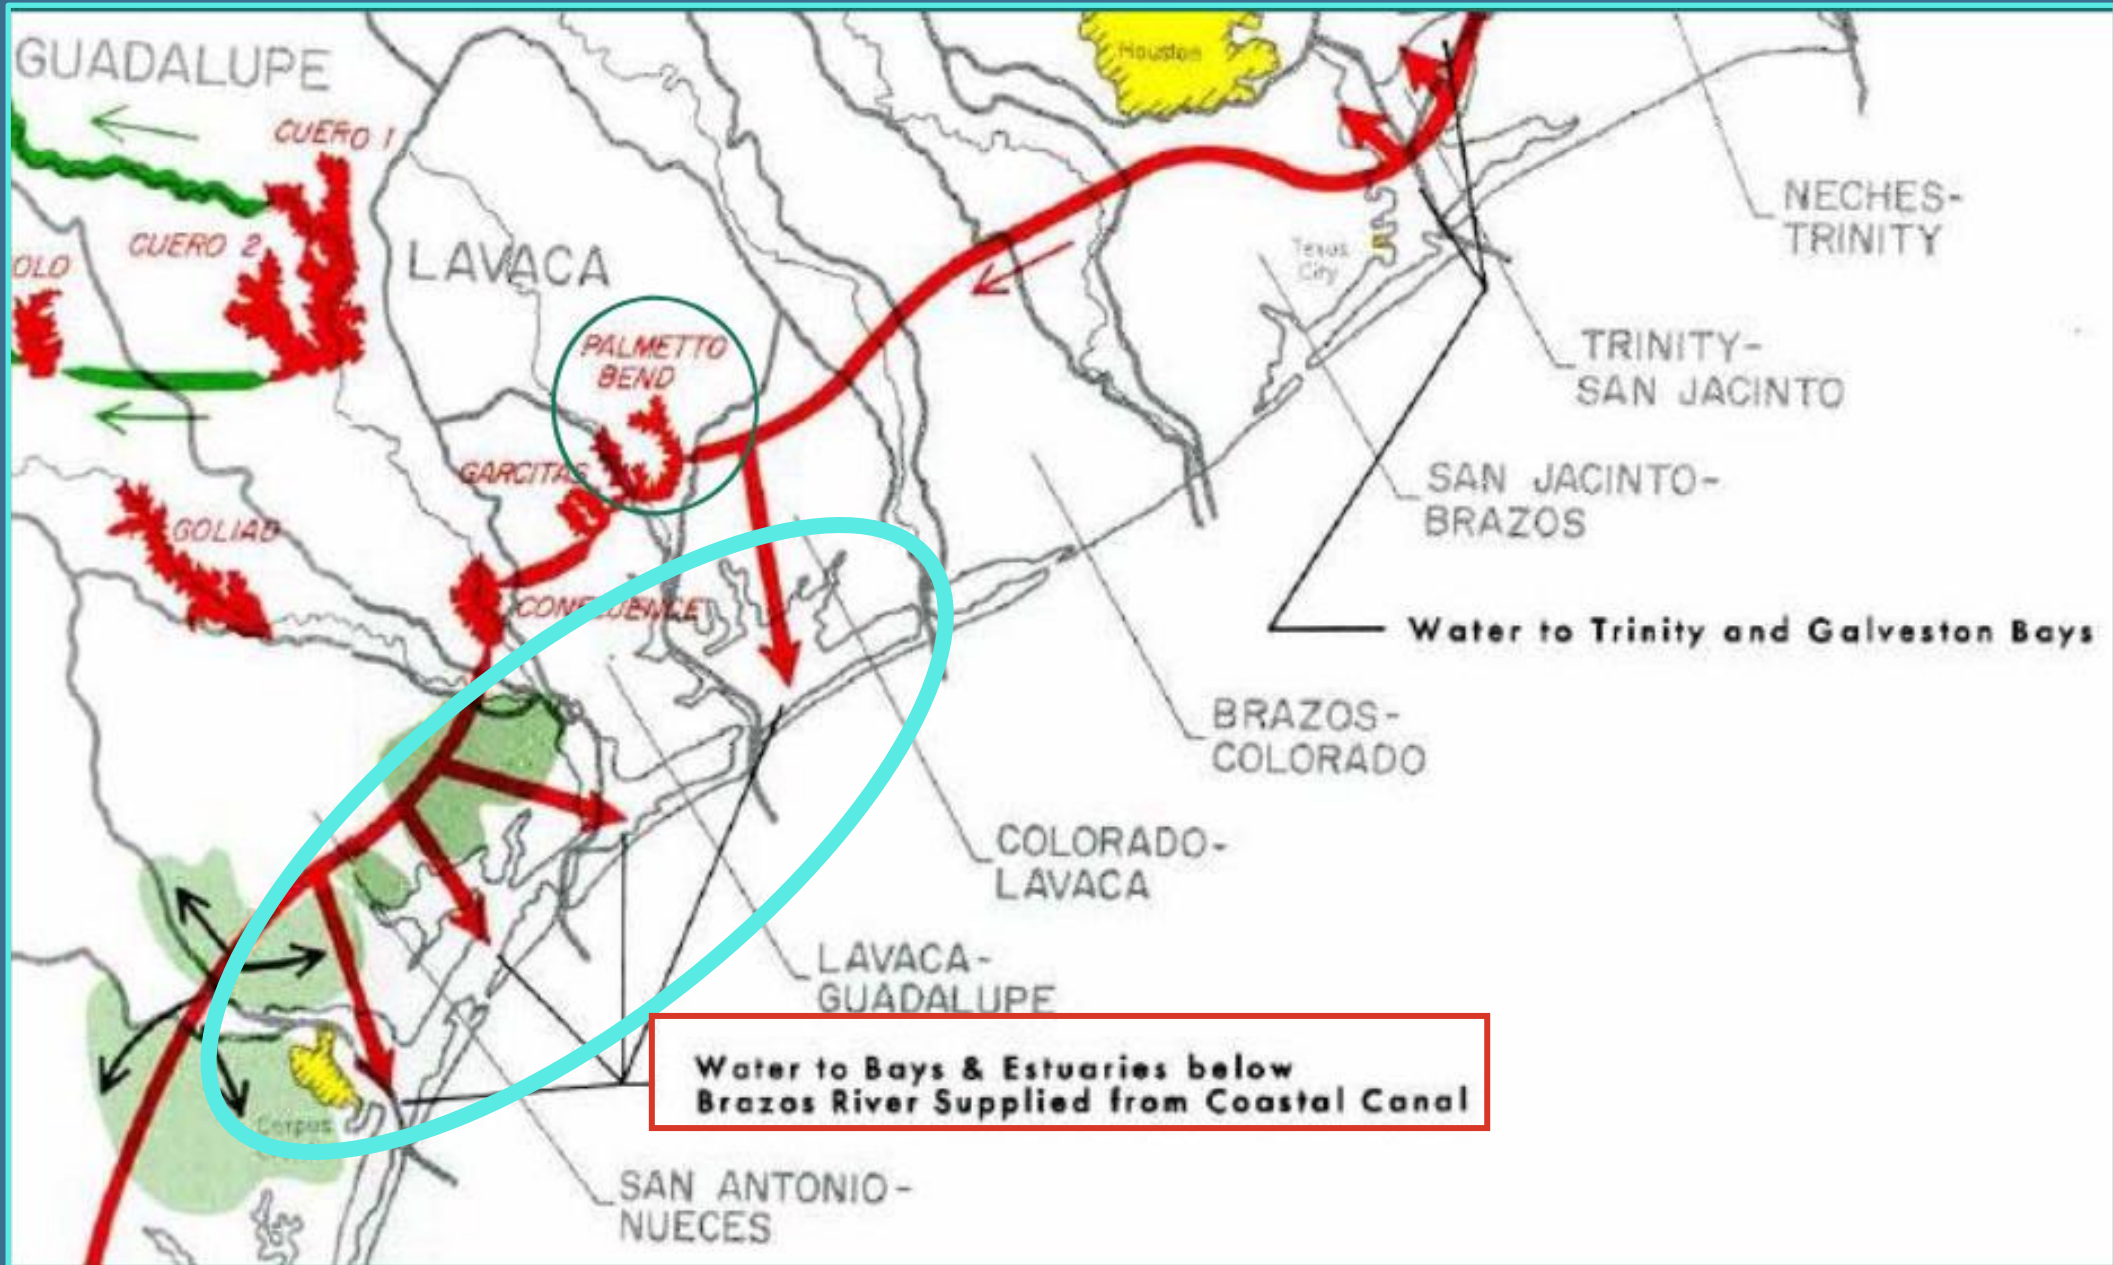 GUADALUPE
Houston
CUERO 1
NECHES-
TRINITY
CUERO 2
LAVACA
OLO
Texas
City
PALMETTO
BEND
TRINITY-
SAN JACINTO
GARCITAS
SAN JACINTO-
BRAZOS
GOLIAD
CONFLUENCE
Water to Trinity and Galveston Bays
BRAZOS-
COLORADO
COLORADO-
LAVACA
LAVACA-
GUADALUPE
Water to Bays & Estuaries below
Brazos River Supplied from Coastal Canal
Corpus
SAN ANTONIO-
NUECES